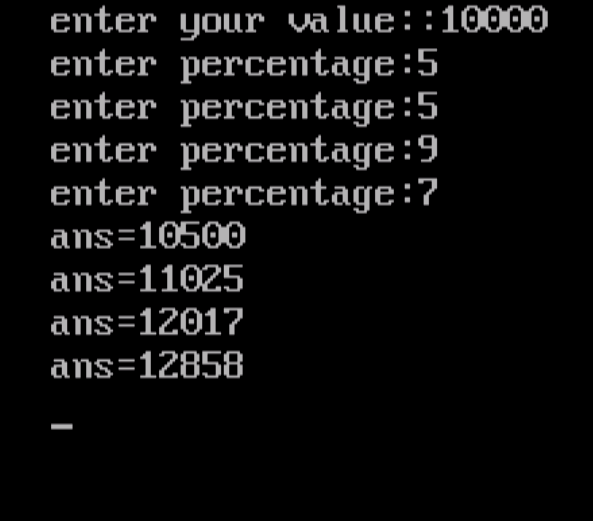 enter your value::10000
enter percentage:5
enter percentage:5
enter percentage:9
enter percentage:7
ans=10500
ans=11025
ans=12017
ans=12858
_